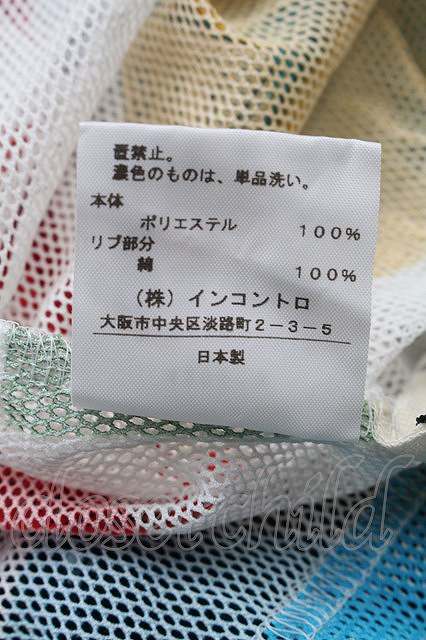 置禁止。
濃色のものは、単品洗い。
本体
ポリエステル 100%
リブ部分
綿 100%
(株)インコントロ
大阪市中央区淡路町2-3-5
日本製
closet child